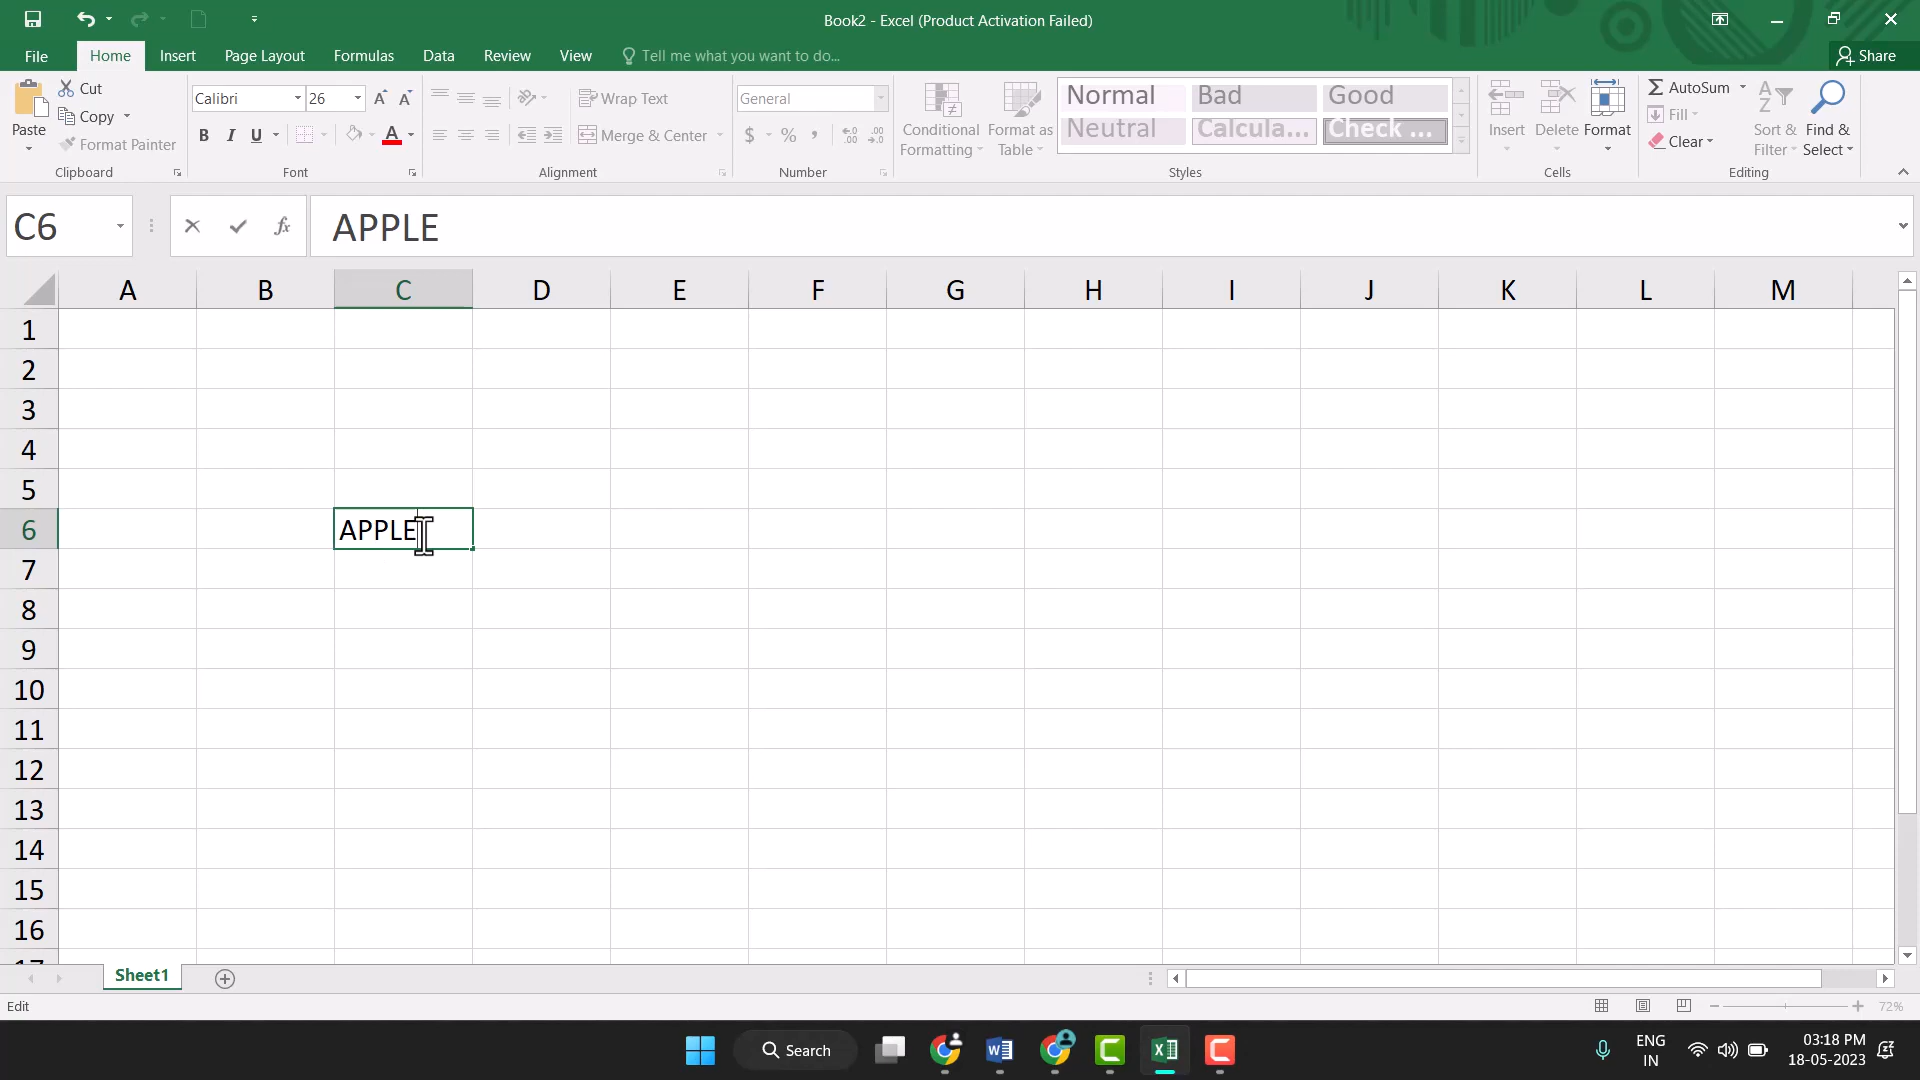 Book2 - Excel (Product Activation Failed)
File Home Insert Page Layout Formulas Data Review View Tell me what you want to do... Share
Paste
Cut
Copy
Format Painter
Clipboard
Calibri 26
A A
B I U A
Font
Wrap Text
Merge & Center
Alignment
General
$ % ,
Number
Conditional Formatting
Format as Table
Normal Bad Good
Neutral Calcula... Check ...
Styles
Insert Delete Format
Cells
AutoSum
Fill
Clear
Sort & Filter
Find & Select
Editing
C6 fx APPLE
A B C D E F G H I J K L M
1
2
3
4
5
6 APPLE
7
8
9
10
11
12
13
14
15
16
17
Sheet1
Edit 72%
Search
ENG
IN
03:18 PM
18-05-2023